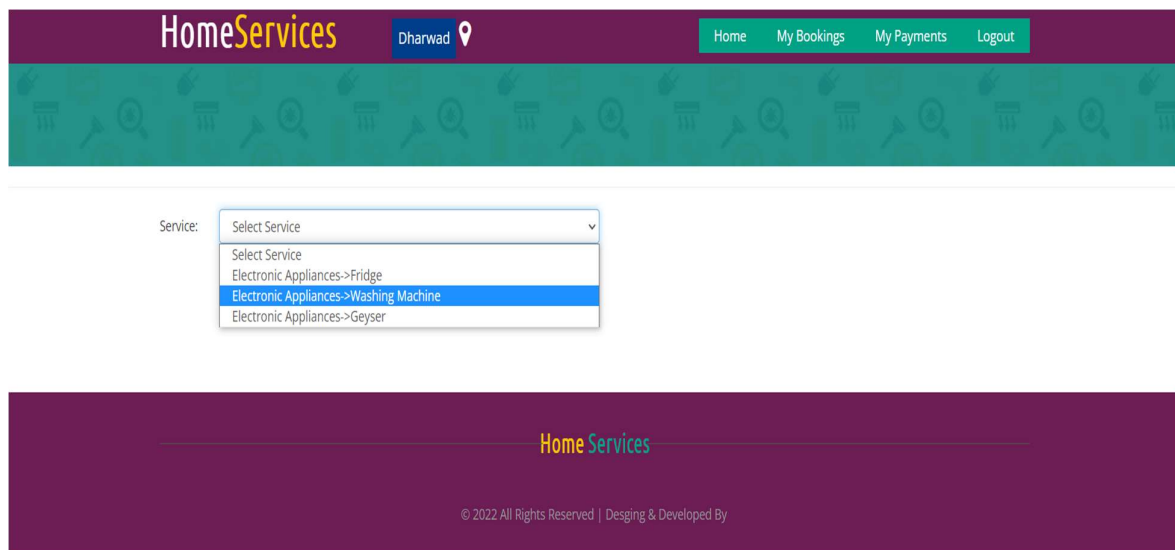 HomeServices
Dharwad
Home My Bookings My Payments Logout
Service:
Select Service
Select Service
Electronic Appliances->Fridge
Electronic Appliances->Washing Machine
Electronic Appliances->Geyser
Home Services
© 2022 All Rights Reserved | Desging & Developed By